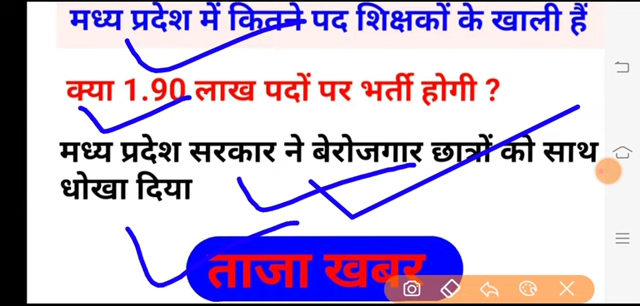 मध्य प्रदेश में कितने पद शिक्षकों के खाली हैं
क्या 1.90 लाख पदों पर भर्ती होगी ?
मध्य प्रदेश सरकार ने बेरोजगार छात्रों को साथ
धोखा दिया
ताजा खबर